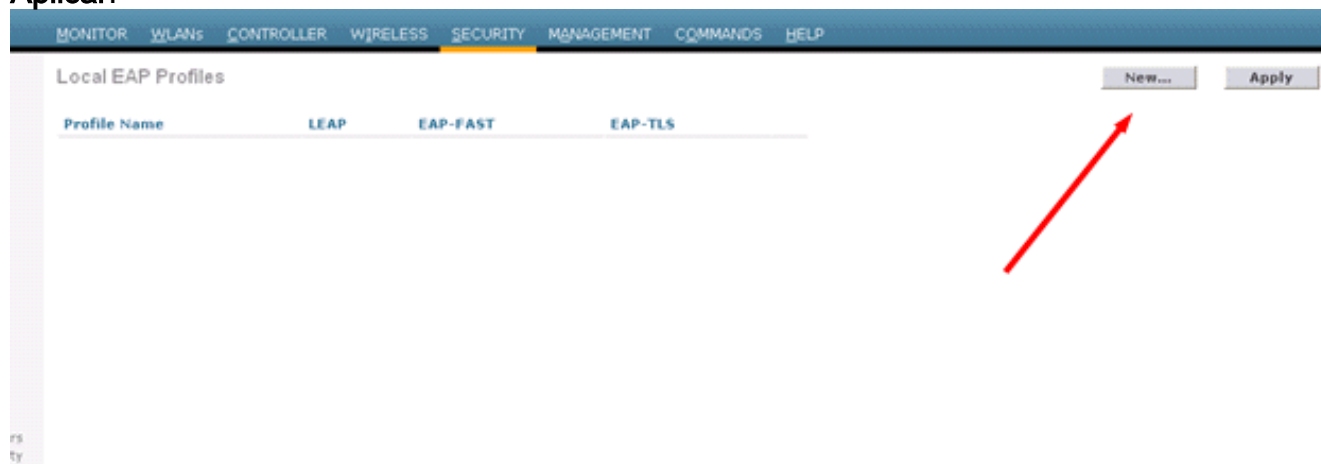 Aplicar.
MONITOR WLANs CONTROLLER WIRELESS SECURITY MANAGEMENT COMMANDS HELP
Local EAP Profiles
New... Apply
Profile Name LEAP EAP-FAST EAP-TLS
rs
ty